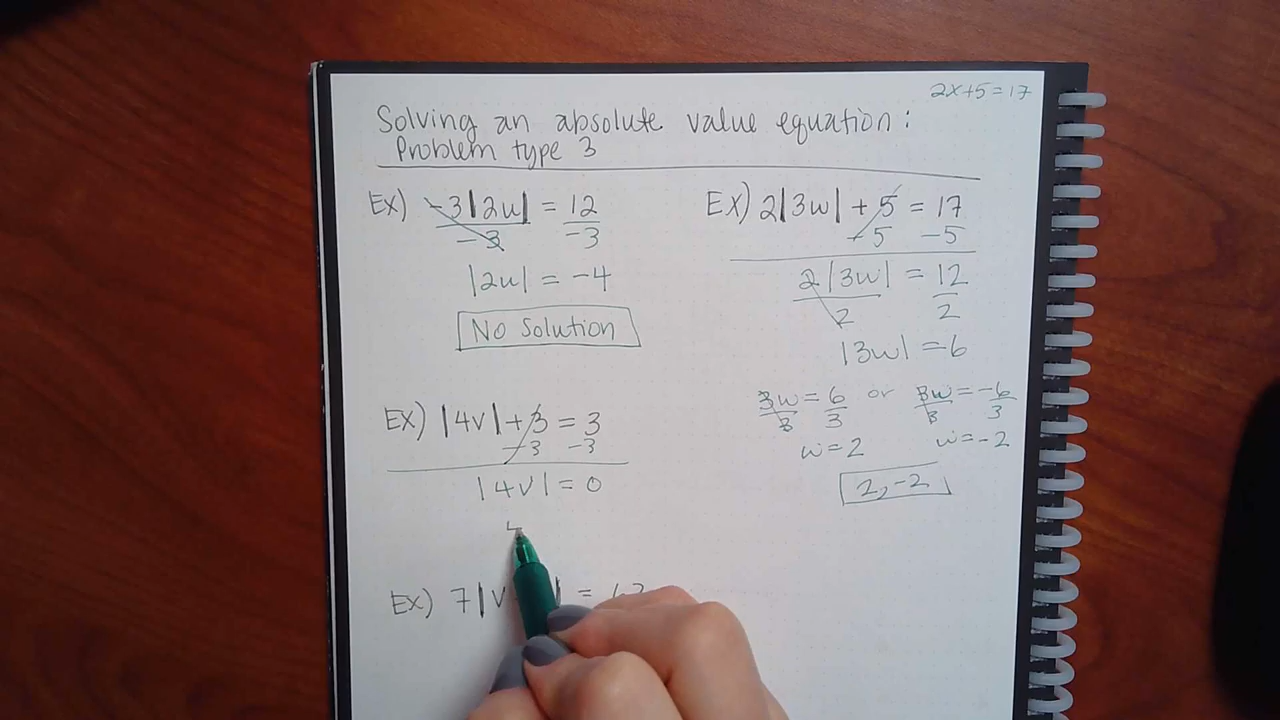 2x+5=17
Solving an absolute value equation:
Problem type 3
Ex) -3|2u| = 12
-3 -3
|2u| = -4
No Solution
Ex) 2|3w| + 5 = 17
-5 -5
2|3w| = 12
2 2
|3w| = 6
3w = 6 or 3w = -6
3 3 3 3
w = 2 w = -2
2, -2
Ex) |4v| + 3 = 3
-3 -3
|4v| = 0
4
Ex) 7|v | =